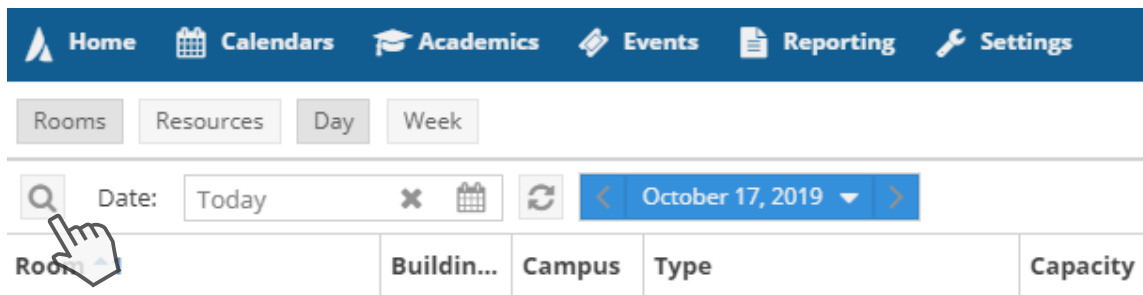 Home Calendars Academics Events Reporting Settings
Rooms Resources Day Week
Date: Today October 17, 2019
Room Buildin... Campus Type Capacity